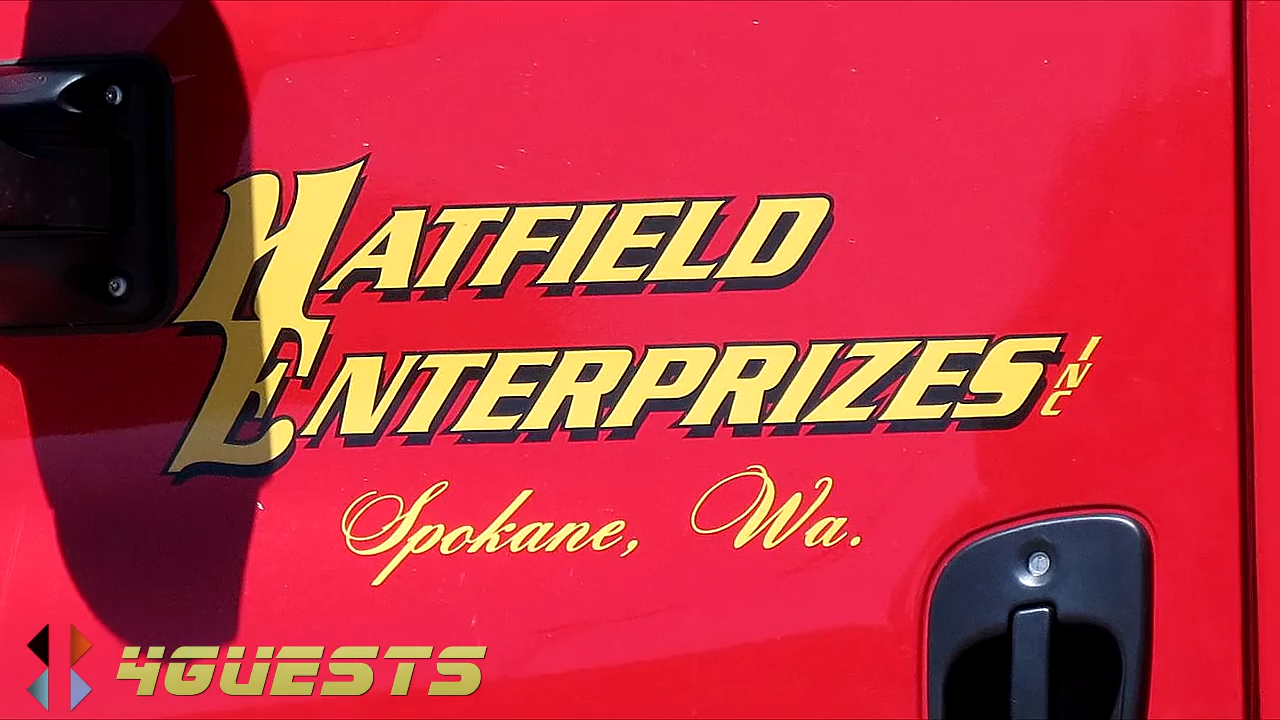 HATFIELD
ENTERPRIZES INC
Spokane, Wa.
4GUESTS